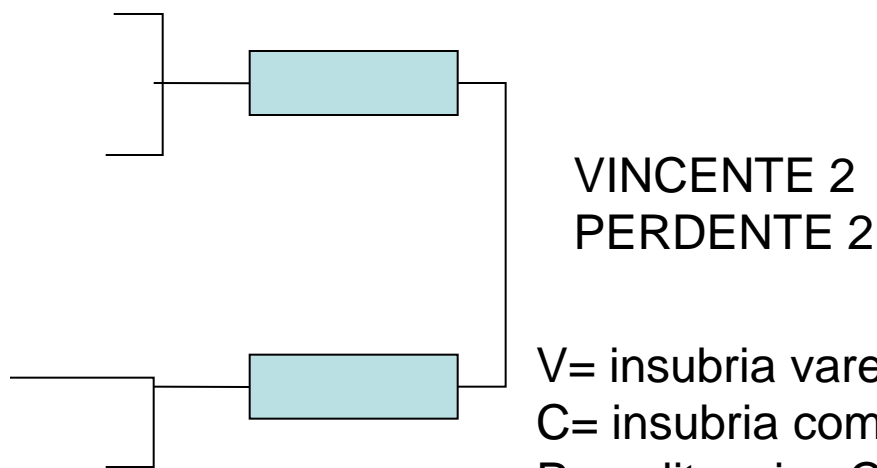 VINCENTE 2
PERDENTE 2
V= insubria vare
C= insubria com